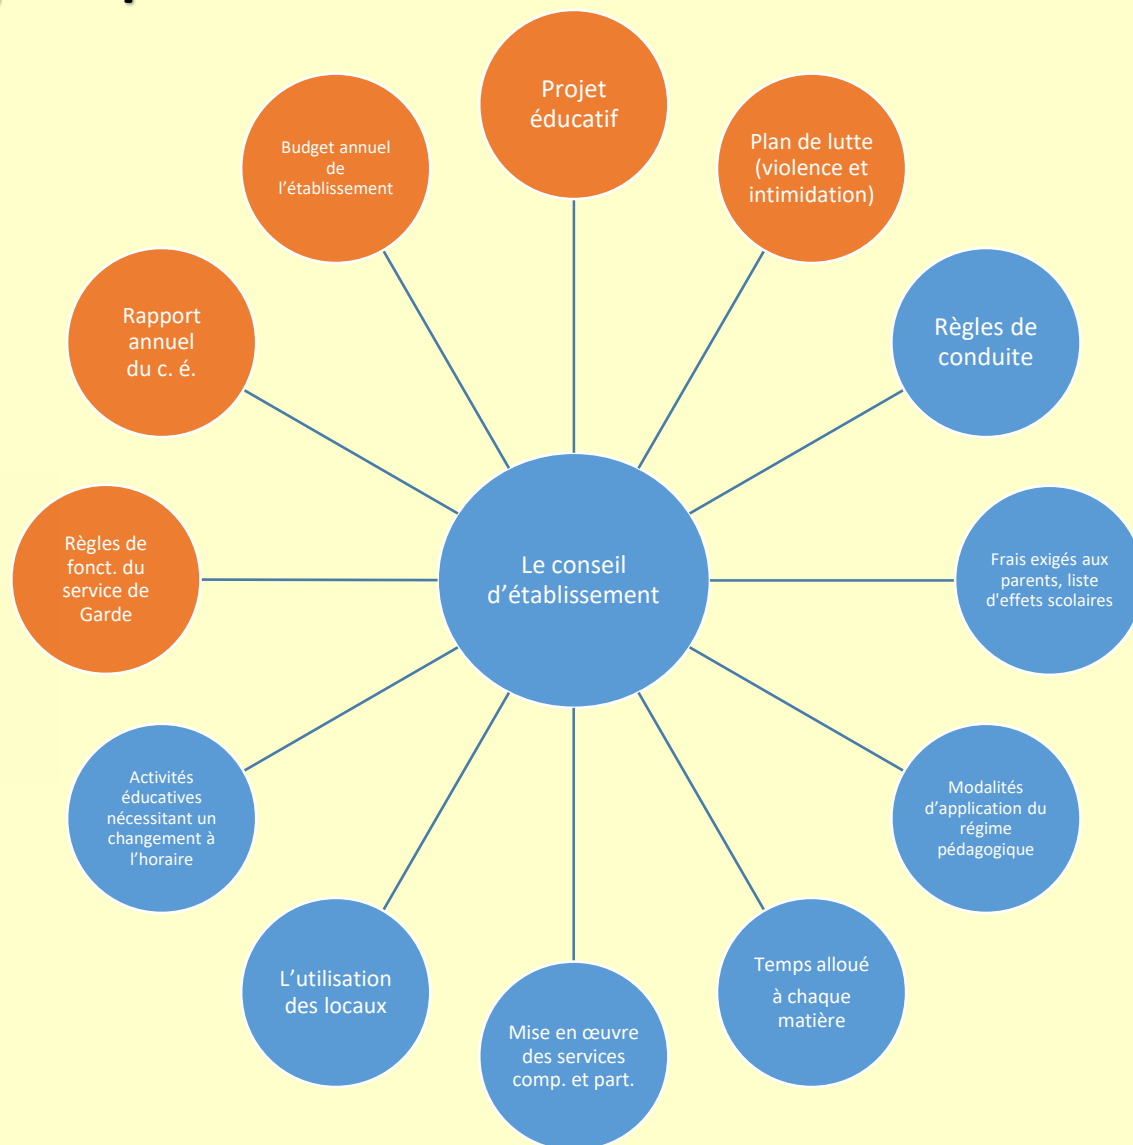 Projet
éducatif
Plan de lutte
(violence et
intimidation)
Règles de
conduite
Frais exigés aux
parents, liste
d'effets scolaires
Modalités
d’application du
régime
pédagogique
Temps alloué
à chaque
matière
Mise en œuvre
des services
comp. et part.
L’utilisation
des locaux
Activités
éducatives
nécessitant un
changement à
l’horaire
Règles de
fonct. du
service de
Garde
Rapport
annuel
du c. é.
Budget annuel
de
l’établissement
Le conseil
d’établissement